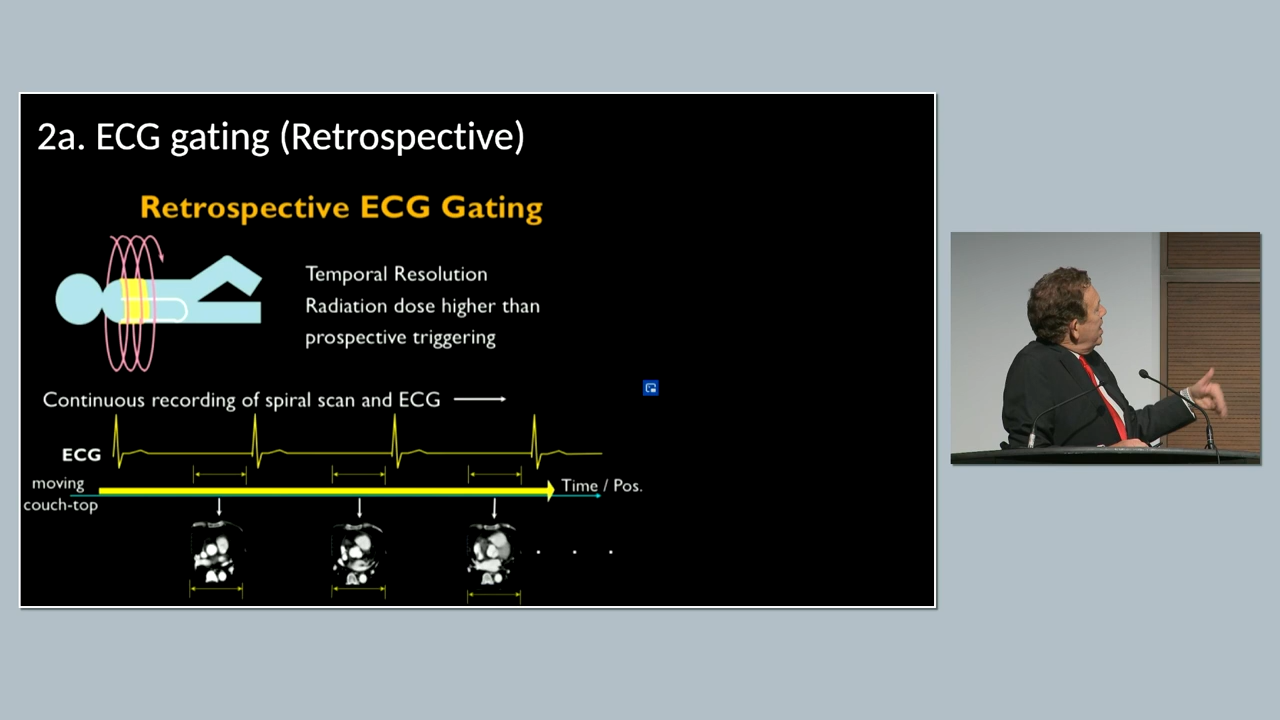 2a. ECG gating (Retrospective)
Retrospective ECG Gating
Temporal Resolution
Radiation dose higher than
prospective triggering
Continuous recording of spiral scan and ECG
ECG
moving
couch-top
Time / Pos.